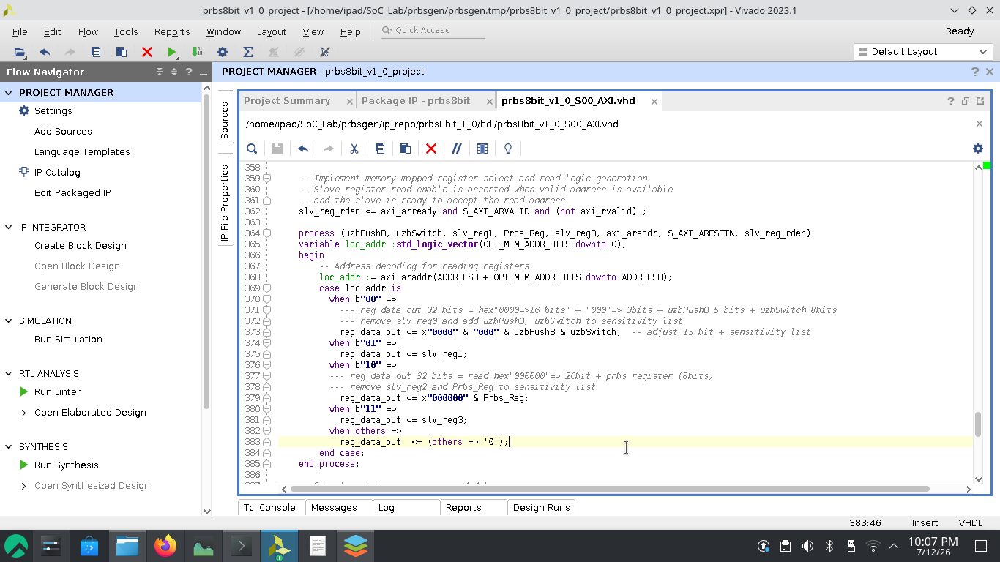 prbs8bit_v1_0_project - [/home/ipad/SoC_Lab/prbsgen/prbsgen.tmp/prbs8bit_v1_0_project/prbs8bit_v1_0_project.xpr] - Vivado 2023.1
File Edit Flow Tools Reports Window Layout View Help Quick Access Ready
Default Layout
Flow Navigator
PROJECT MANAGER - prbs8bit_v1_0_project
PROJECT MANAGER
Settings
Add Sources
Language Templates
IP Catalog
Edit Packaged IP
IP INTEGRATOR
Create Block Design
Open Block Design
Generate Block Design
SIMULATION
Run Simulation
RTL ANALYSIS
Run Linter
Open Elaborated Design
SYNTHESIS
Run Synthesis
Open Synthesized Design
Sources
IP File Properties
Project Summary Package IP - prbs8bit prbs8bit_v1_0_S00_AXI.vhd
/home/ipad/SoC_Lab/prbsgen/ip_repo/prbs8bit_1_0/hdl/prbs8bit_v1_0_S00_AXI.vhd
358
359 -- Implement memory mapped register select and read logic generation
360 -- Slave register read enable is asserted when valid address is available
361 -- and the slave is ready to accept the read address.
362 slv_reg_rden <= axi_arready and S_AXI_ARVALID and (not axi_rvalid) ;
363
364 process (uzbPushB, uzbSwitch, slv_reg1, Prbs_Reg, slv_reg3, axi_araddr, S_AXI_ARESETN, slv_reg_rden)
365 variable loc_addr :std_logic_vector(OPT_MEM_ADDR_BITS downto 0);
366 begin
367 -- Address decoding for reading registers
368 loc_addr := axi_araddr(ADDR_LSB + OPT_MEM_ADDR_BITS downto ADDR_LSB);
369 case loc_addr is
370 when b"00" =>
371 --- reg_data_out 32 bits = hex"0000=>16 bits" + "000"=> 3bits + uzbPushB 5 bits + uzbSwitch 8bits
372 --- remove slv_reg0 and add uzbPushB, uzbSwitch to sensitivity list
373 reg_data_out <= x"0000" & "000" & uzbPushB & uzbSwitch; -- adjust 13 bit + sensitivity list
374 when b"01" =>
375 reg_data_out <= slv_reg1;
376 when b"10" =>
377 --- reg_data_out 32 bits = read hex"000000"=> 26bit + prbs register (8bits)
378 --- remove slv_reg2 and Prbs_Reg to sensitivity list
379 reg_data_out <= x"000000" & Prbs_Reg;
380 when b"11" =>
381 reg_data_out <= slv_reg3;
382 when others =>
383 reg_data_out <= (others => '0');
384 end case;
385 end process;
386
Tcl Console Messages Log Reports Design Runs
383:46 Insert VHDL
10:07 PM
7/12/26